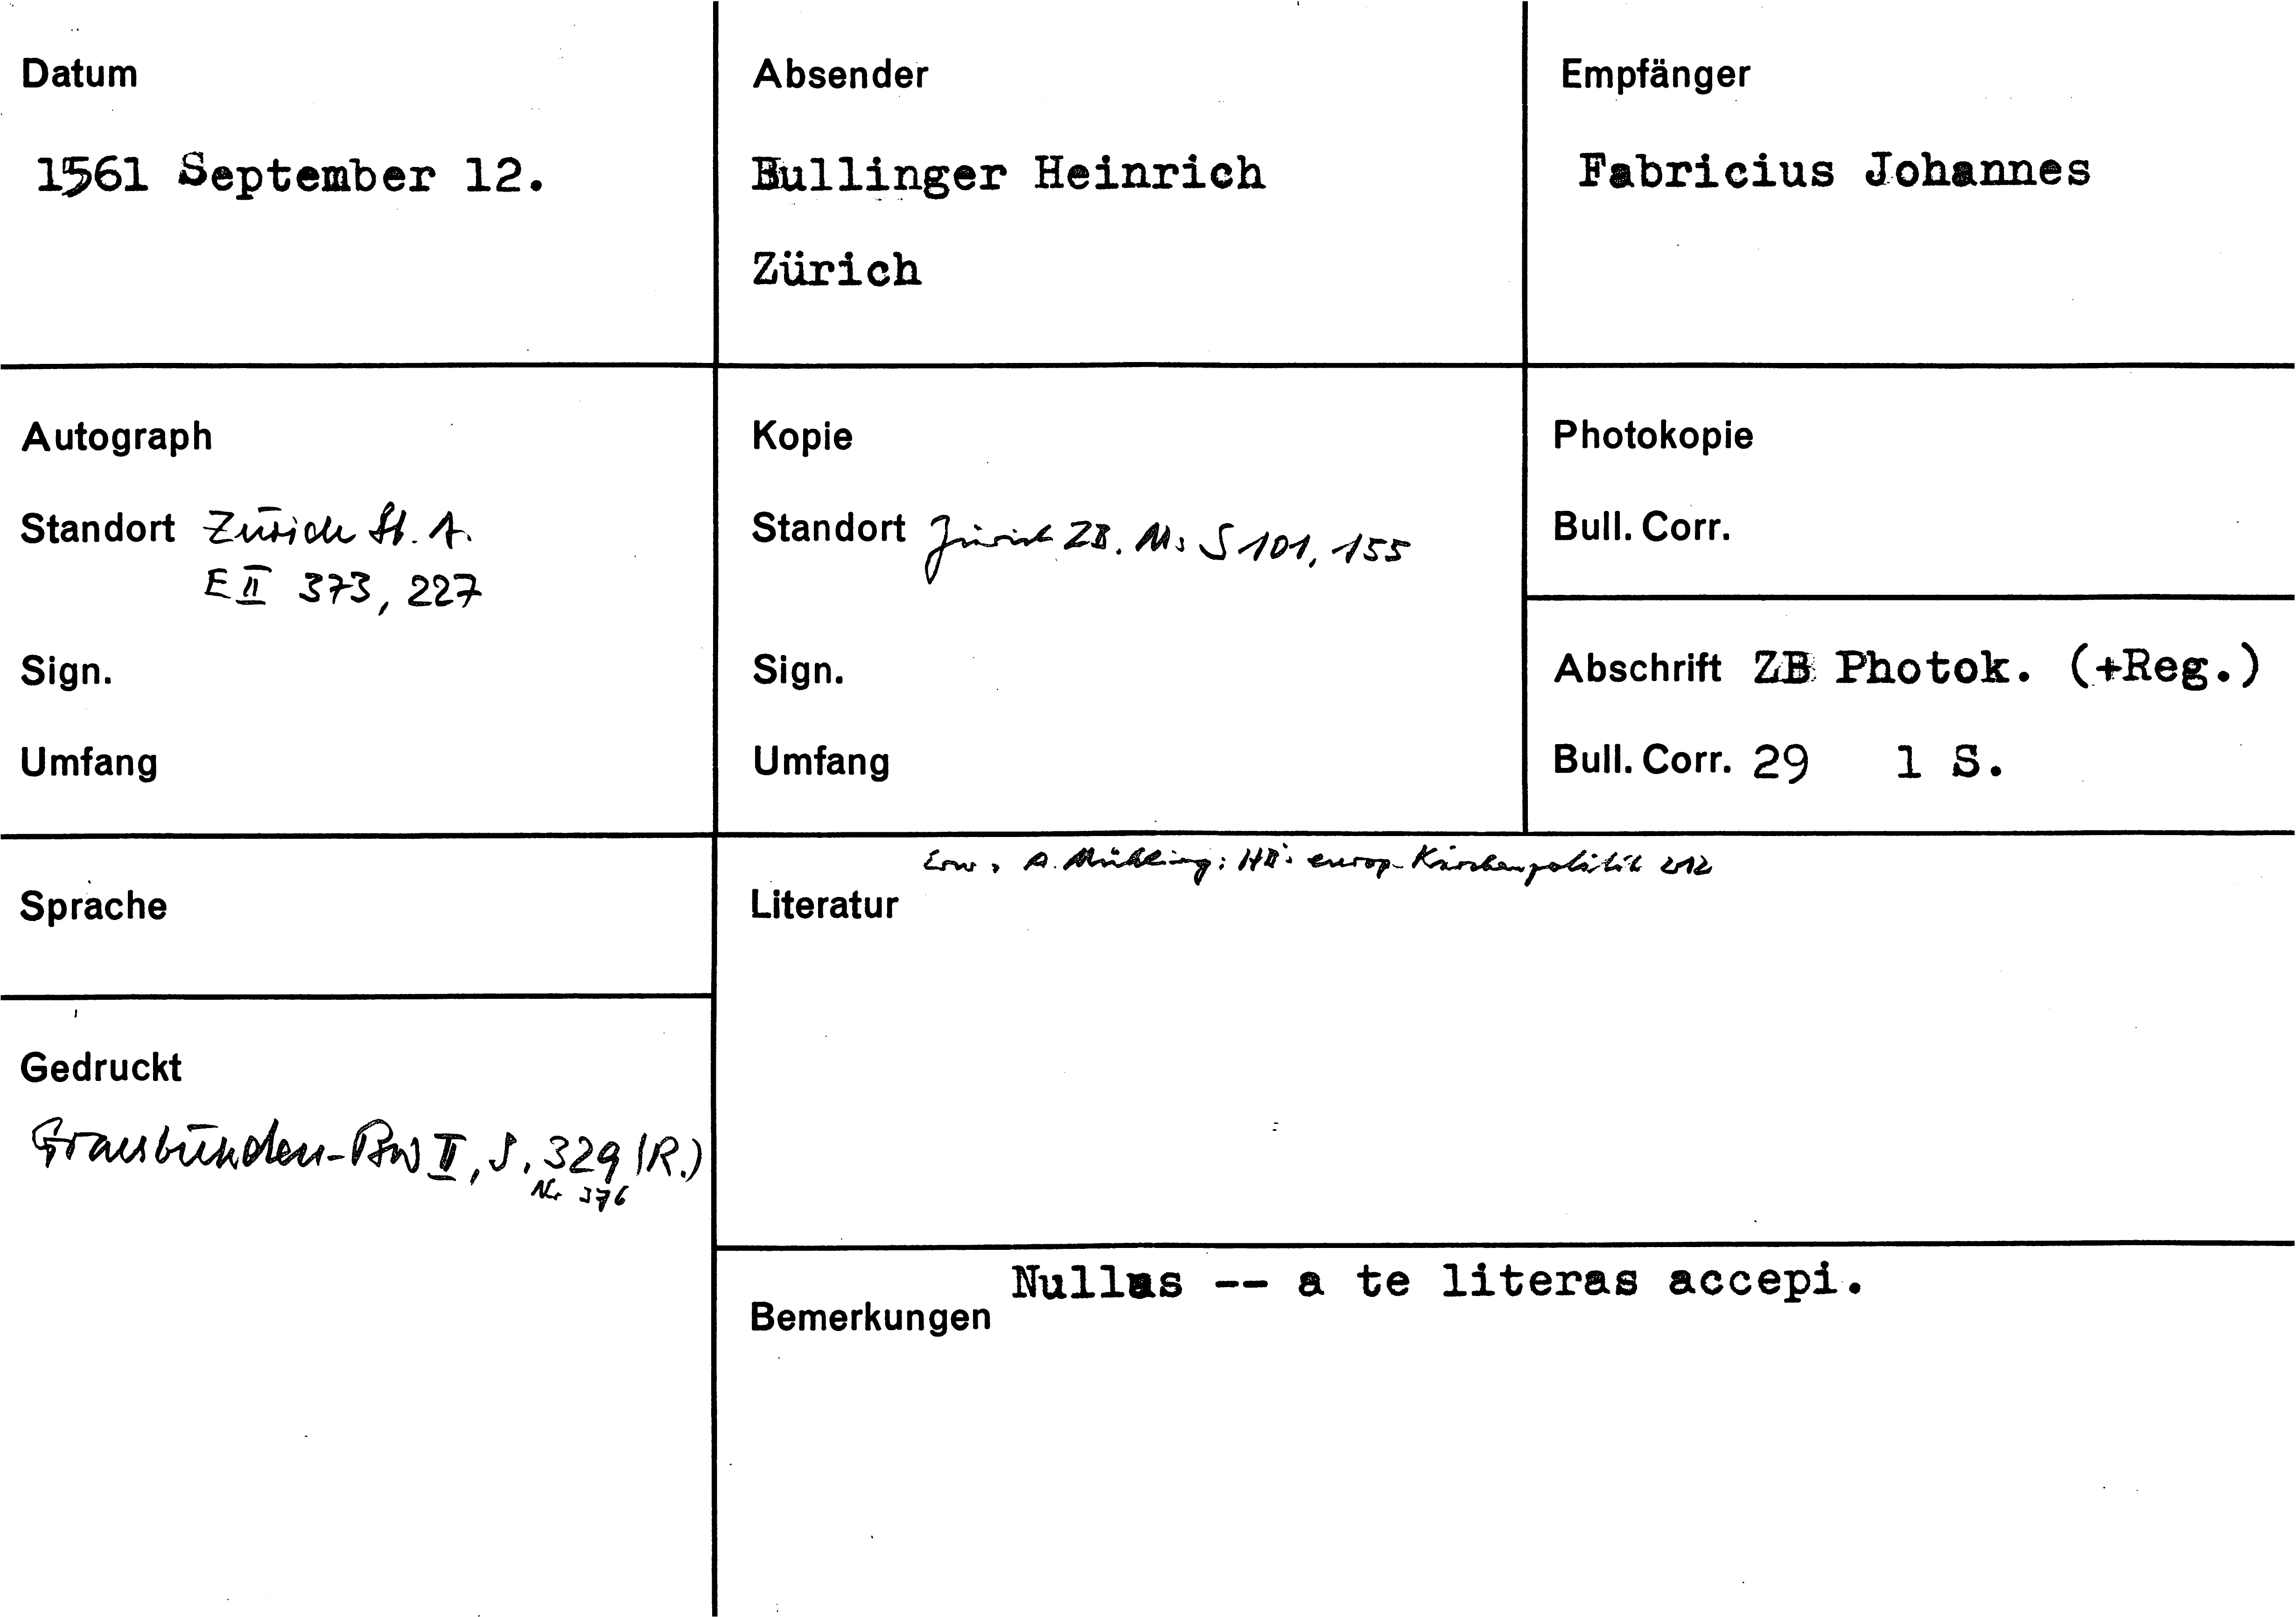 Datum
1561 September 12.
Absender
Bullinger Heinrich
Zürich
Empfänger
Fabricius Johannes
Autograph
Standort Zürich St. A.
E II 373, 227
Sign.
Umfang
Kopie
Standort Zürich ZB. Ms S 101, 155
Sign.
Umfang
Photokopie
Bull. Corr.
Abschrift ZB Photok. (+Reg.)
Bull. Corr. 29 1 S.
Sprache
Erw. A. Mühling: HB's europ. Kirchenpolitik 202
Literatur
Gedruckt
Graubünden-BW II, S. 329 (R.)
Nr 376
Nullas -- a te literas accepi.
Bemerkungen